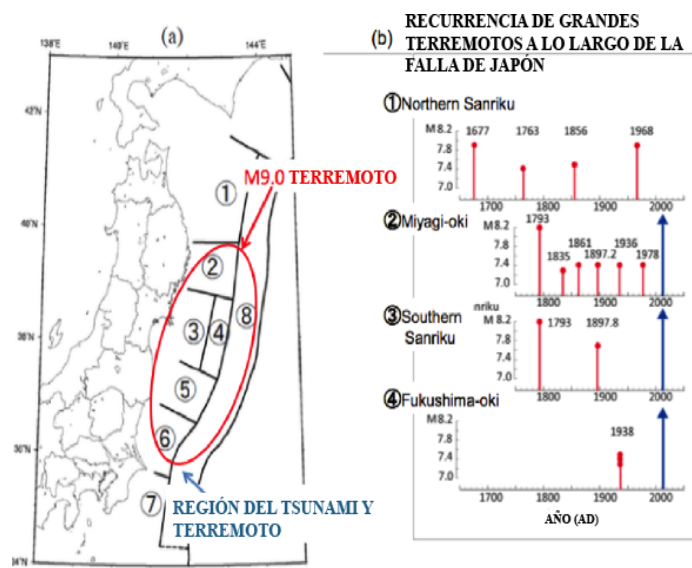 (a)
138°E
140°E
144°E
42°N
40°N
38°N
36°N
34°N
①
②
③
④
⑤
⑥
⑦
⑧
M9.0 TERREMOTO
REGIÓN DEL TSUNAMI Y
TERREMOTO
(b) RECURRENCIA DE GRANDES
TERREMOTOS A LO LARGO DE LA
FALLA DE JAPÓN
①Northern Sanriku
1677 1763 1856 1968
M8.2
7.8
7.4
7.0
1700 1800 1900 2000
②Miyagi-oki
1793
1835 1861 1897.2 1936 1978
M8.2
7.8
7.4
7.0
1800 1900 2000
③Southern
Sanriku
nriku
1793 1897.8
M8.2
7.8
7.4
7.0
1800 1900 2000
④Fukushima-oki
1938
M8.2
7.8
7.4
7.0
1700 1800 1900 2000
AÑO (AD)